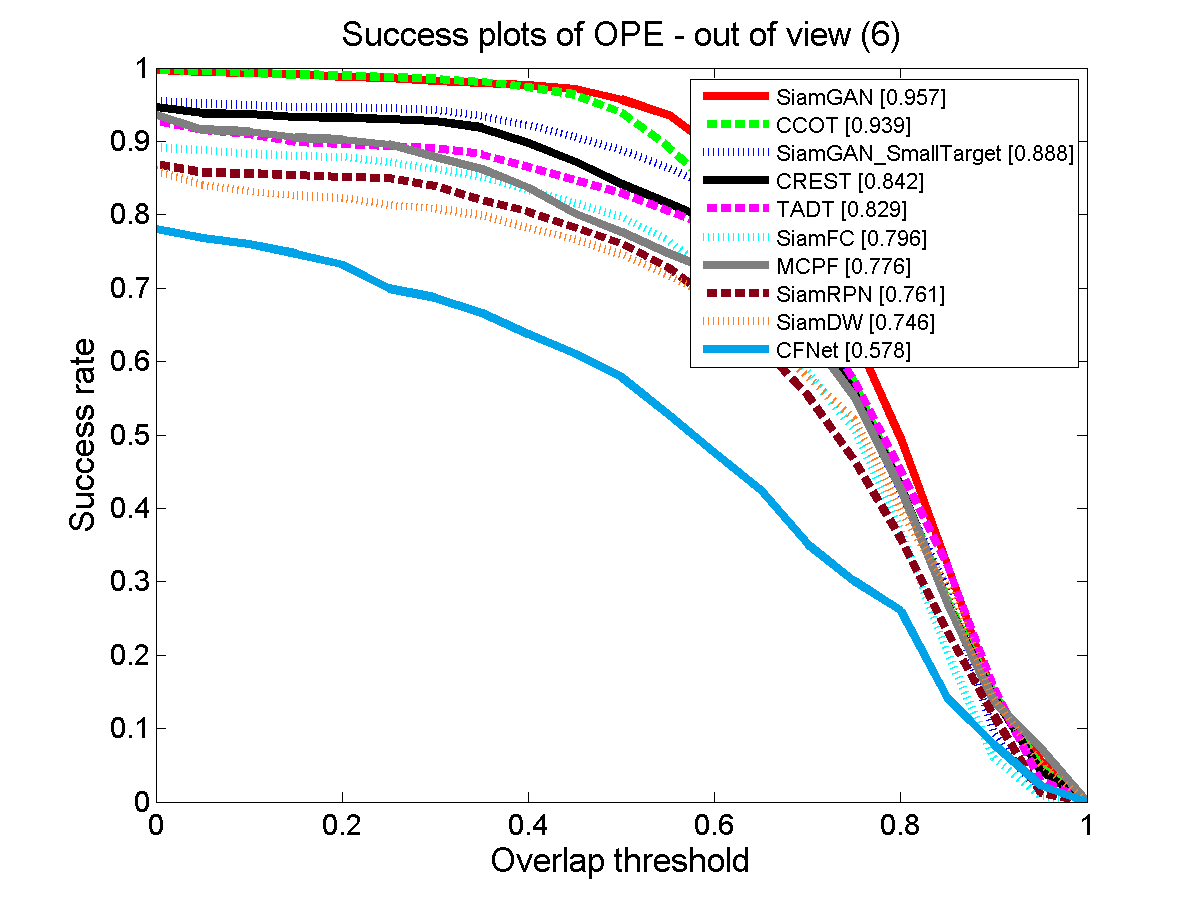 Success plots of OPE - out of view (6)
1
0.9
0.8
0.7
0.6
0.5
0.4
0.3
0.2
0.1
0
Success rate
SiamGAN [0.957]
CCOT [0.939]
SiamGAN_SmallTarget [0.888]
CREST [0.842]
TADT [0.829]
SiamFC [0.796]
MCPF [0.776]
SiamRPN [0.761]
SiamDW [0.746]
CFNet [0.578]
0 0.2 0.4 0.6 0.8 1
Overlap threshold